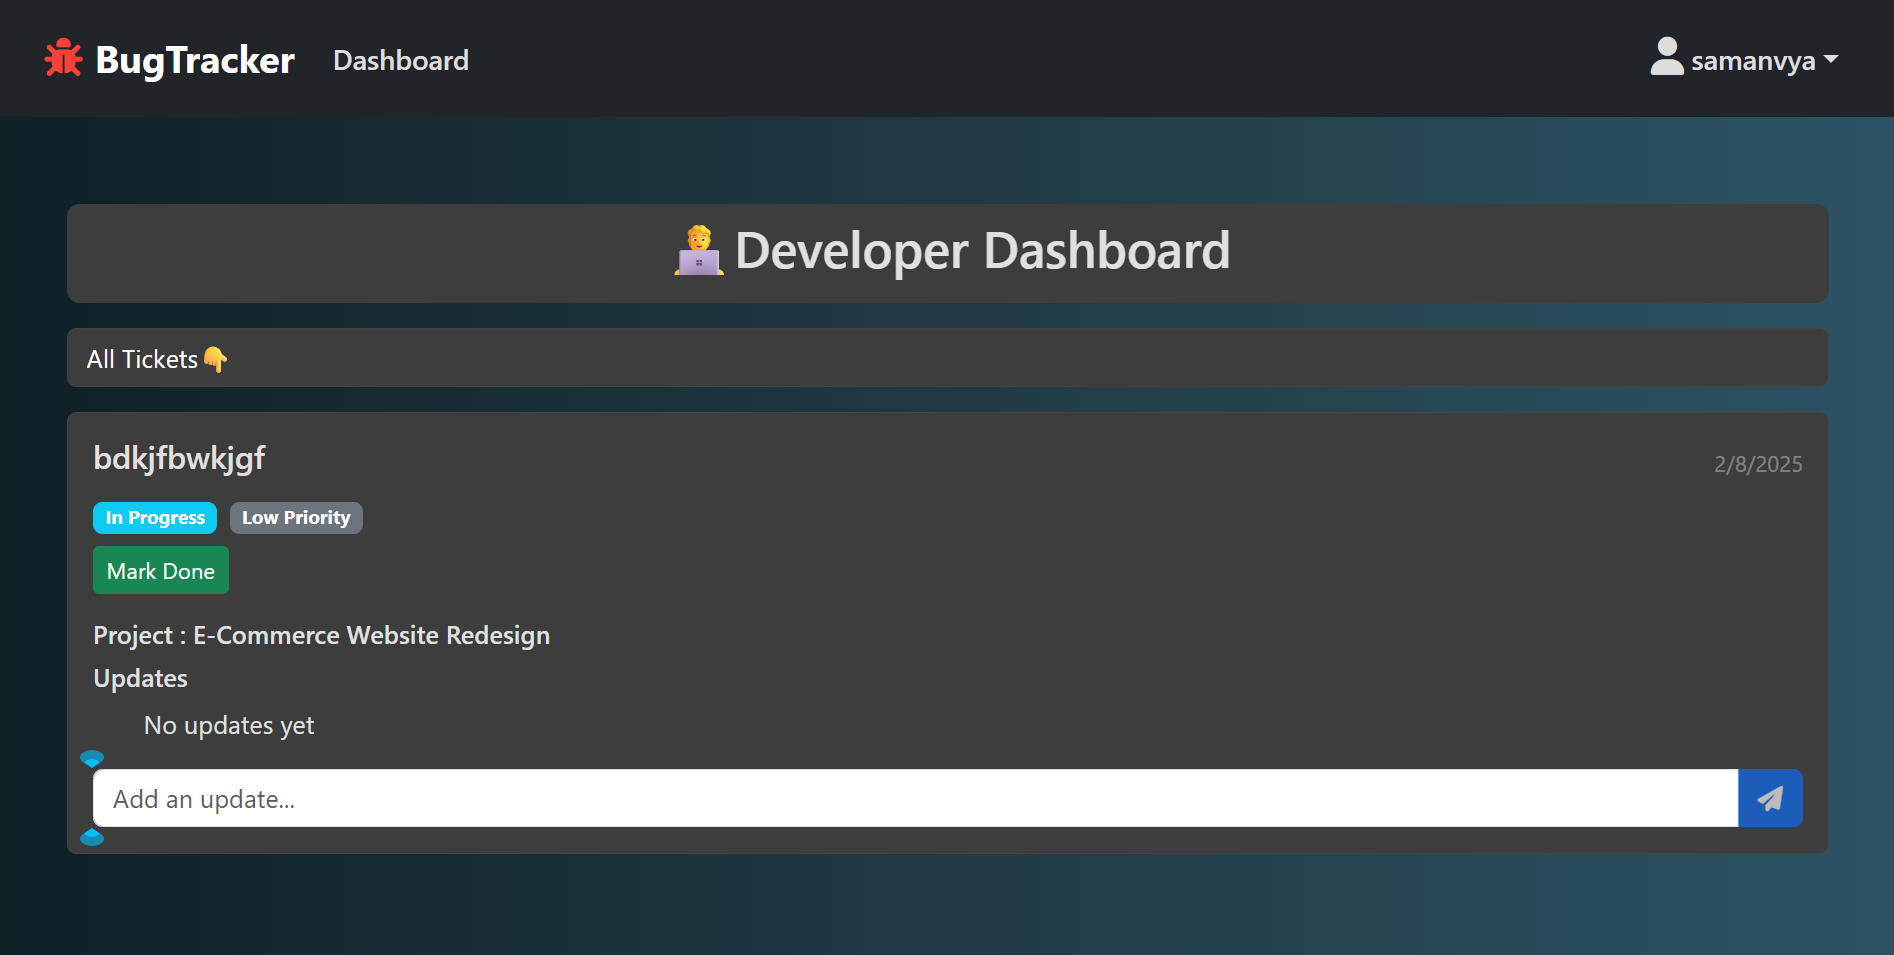 BugTracker Dashboard samanvya
Developer Dashboard
All Tickets👇
bdkjfbwkjgf 2/8/2025
In Progress Low Priority
Mark Done
Project : E-Commerce Website Redesign
Updates
No updates yet
Add an update...